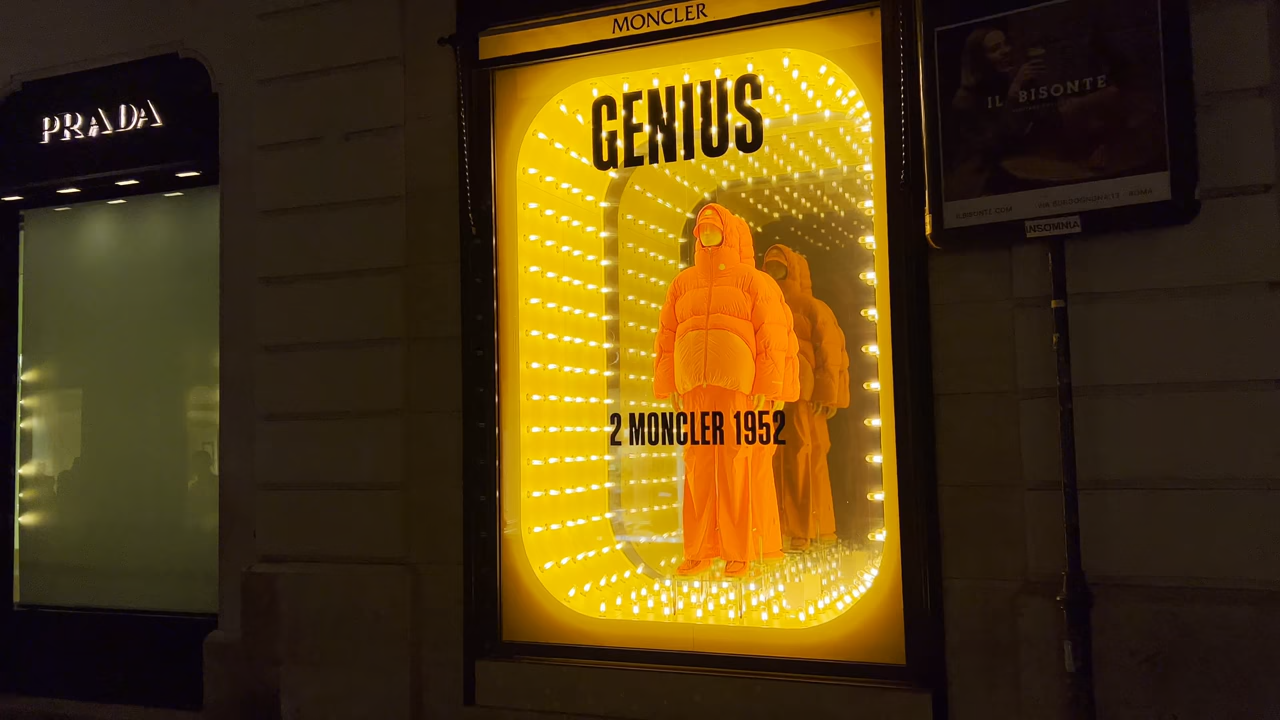 PRADA
MONCLER
GENIUS
2 MONCLER 1952
IL BISONTE
INSOMNIA